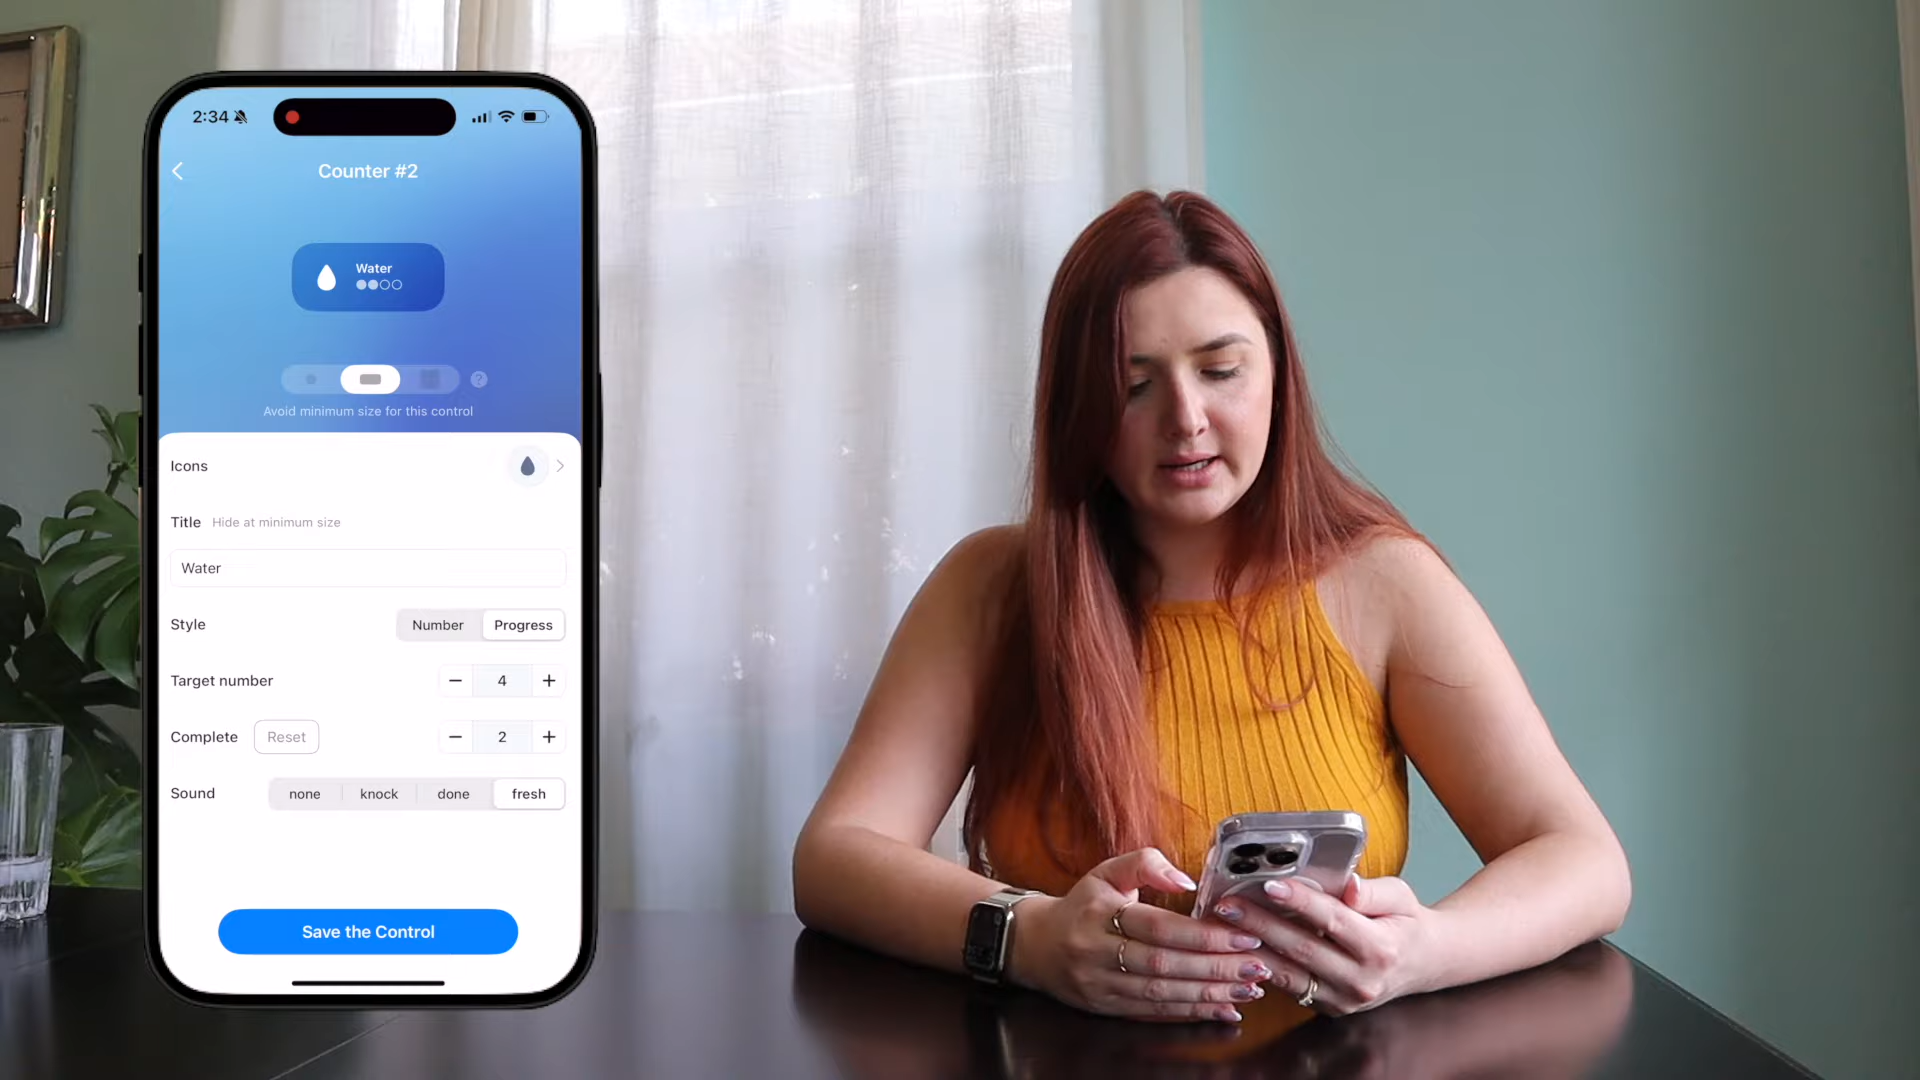 2:34
Counter #2
Water
?
Avoid minimum size for this control
Icons
Title Hide at minimum size
Water
Style Number Progress
Target number − 4 +
Complete Reset − 2 +
Sound none knock done fresh
Save the Control